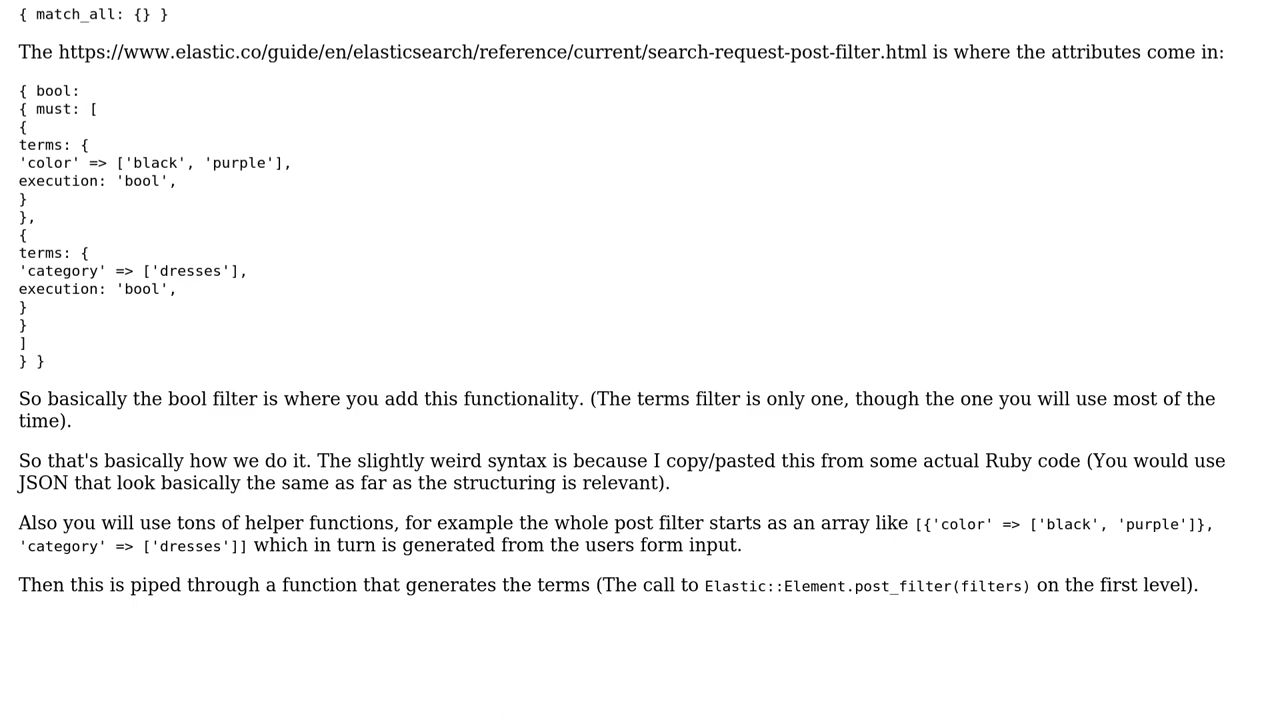 { match_all: {} }
The https://www.elastic.co/guide/en/elasticsearch/reference/current/search-request-post-filter.html is where the attributes come in:
{ bool:
{ must: [
{
terms: {
'color' => ['black', 'purple'],
execution: 'bool',
}
},
{
terms: {
'category' => ['dresses'],
execution: 'bool',
}
}
]
} }
So basically the bool filter is where you add this functionality. (The terms filter is only one, though the one you will use most of the
time).
So that's basically how we do it. The slightly weird syntax is because I copy/pasted this from some actual Ruby code (You would use
JSON that look basically the same as far as the structuring is relevant).
Also you will use tons of helper functions, for example the whole post filter starts as an array like [{'color' => ['black', 'purple']},
'category' => ['dresses']] which in turn is generated from the users form input.
Then this is piped through a function that generates the terms (The call to Elastic::Element.post_filter(filters) on the first level).